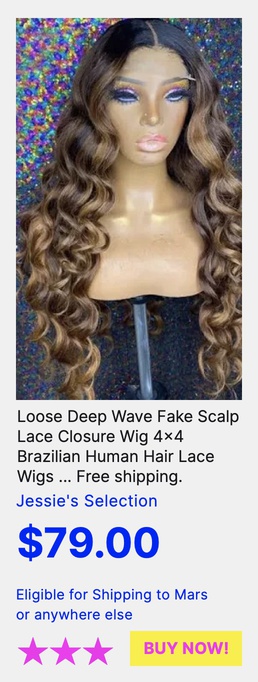 Loose Deep Wave Fake Scalp
Lace Closure Wig 4×4
Brazilian Human Hair Lace
Wigs ... Free shipping.
Jessie's Selection
$79.00
Eligible for Shipping to Mars
or anywhere else
BUY NOW!